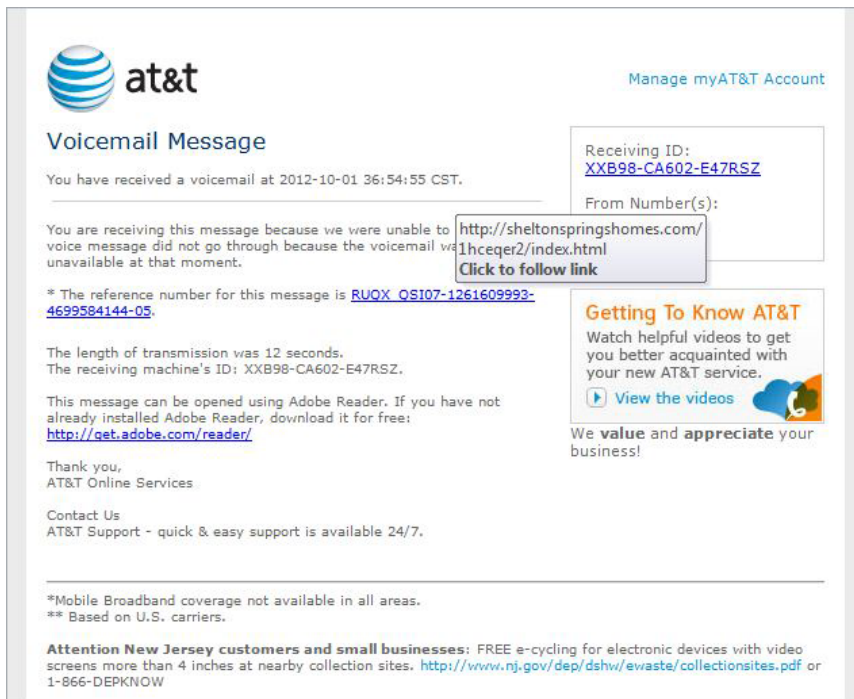 at&t
Manage myAT&T Account
Voicemail Message
You have received a voicemail at 2012-10-01 36:54:55 CST.
You are receiving this message because we were unable to
voice message did not go through because the voicemail
unavailable at that moment.
* The reference number for this message is RUQX_QSI07-1261609993-
4699584144-05.
The length of transmission was 12 seconds.
The receiving machine's ID: XXB98-CA602-E47RSZ.
This message can be opened using Adobe Reader. If you have not
already installed Adobe Reader, download it for free:
http://get.adobe.com/reader/
Thank you,
AT&T Online Services
Contact Us
AT&T Support - quick & easy support is available 24/7.
Receiving ID:
XXB98-CA602-E47RSZ
From Number(s):
http://sheltonspringshomes.com/
1hceqer2/index.html
Click to follow link
Getting To Know AT&T
Watch helpful videos to get
you better acquainted with
your new AT&T service.
View the videos
We value and appreciate your
business!
*Mobile Broadband coverage not available in all areas.
** Based on U.S. carriers.
Attention New Jersey customers and small businesses: FREE e-cycling for electronic devices with video
screens more than 4 inches at nearby collection sites. http://www.nj.gov/dep/dshw/ewaste/collectionsites.pdf or
1-866-DEPKNOW